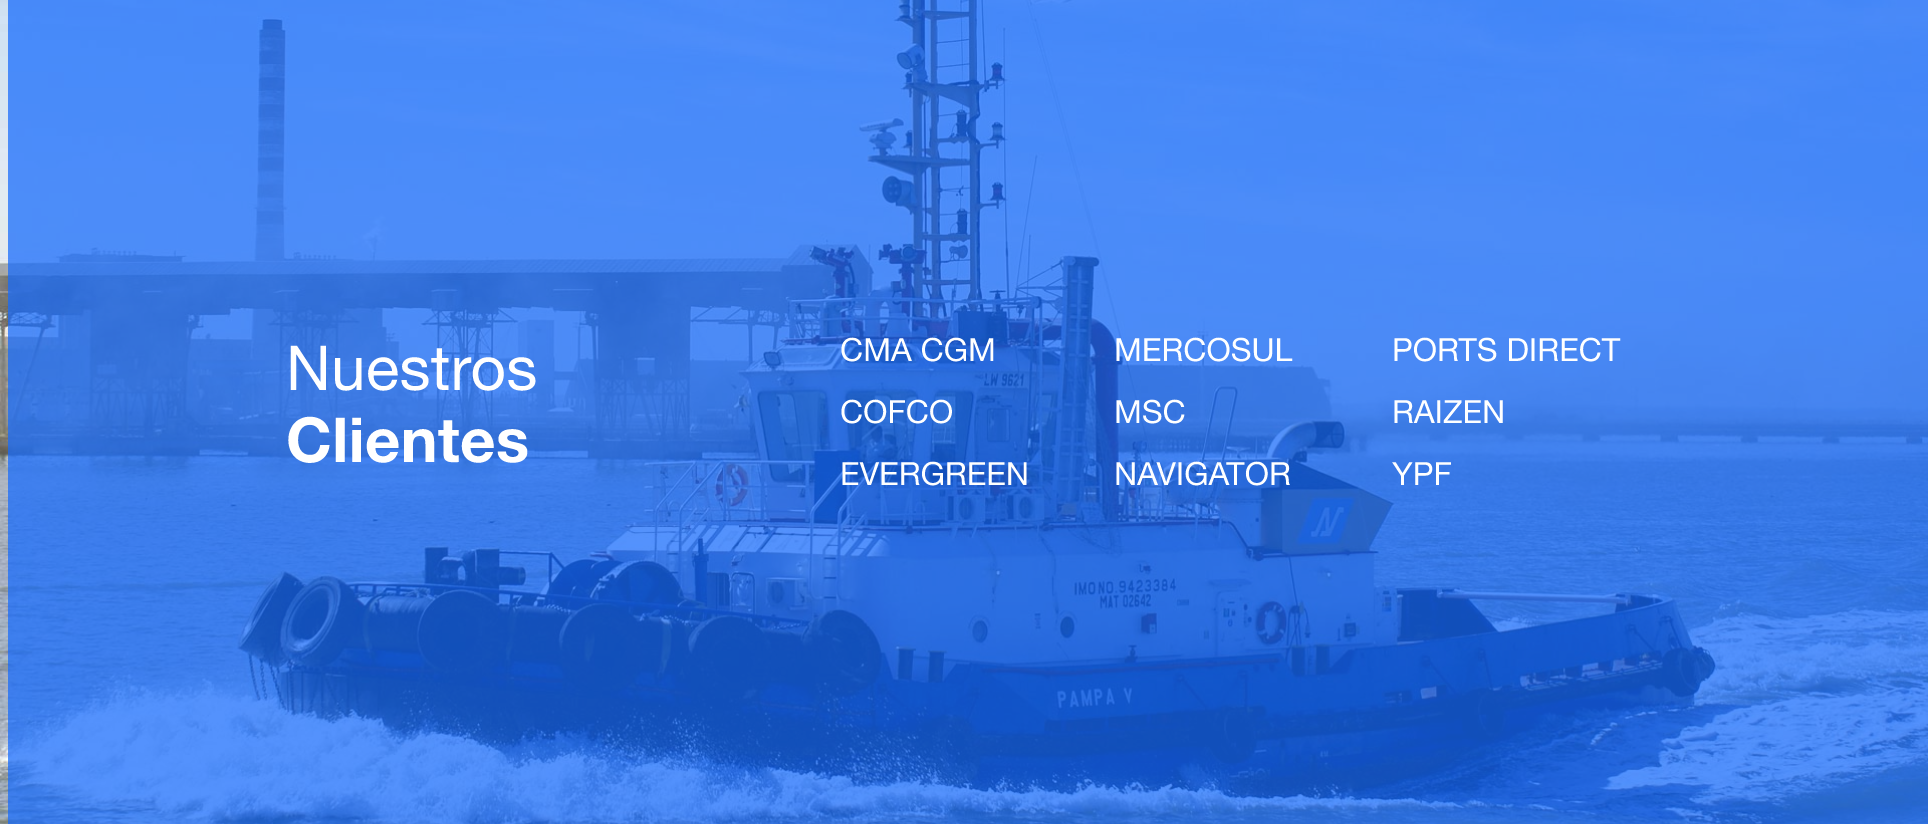 Nuestros
Clientes
CMA CGM
COFCO
EVERGREEN
MERCOSUL
MSC
NAVIGATOR
PORTS DIRECT
RAIZEN
YPF
LW 9621
IMO NO 9423384
MAT 02642
PAMPA Y